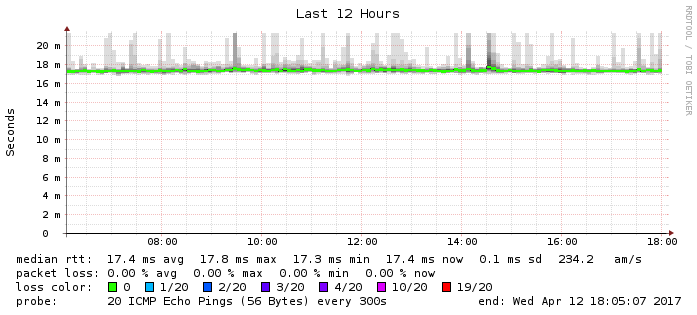 Last 12 Hours
RRDTOOL / TOBI OETIKER
Seconds
20 m
18 m
16 m
14 m
12 m
10 m
8 m
6 m
4 m
2 m
0
08:00 10:00 12:00 14:00 16:00 18:00
median rtt: 17.4 ms avg 17.8 ms max 17.3 ms min 17.4 ms now 0.1 ms sd 234.2 am/s
packet loss: 0.00 % avg 0.00 % max 0.00 % min 0.00 % now
loss color: 0 1/20 2/20 3/20 4/20 10/20 19/20
probe: 20 ICMP Echo Pings (56 Bytes) every 300s end: Wed Apr 12 18:05:07 2017